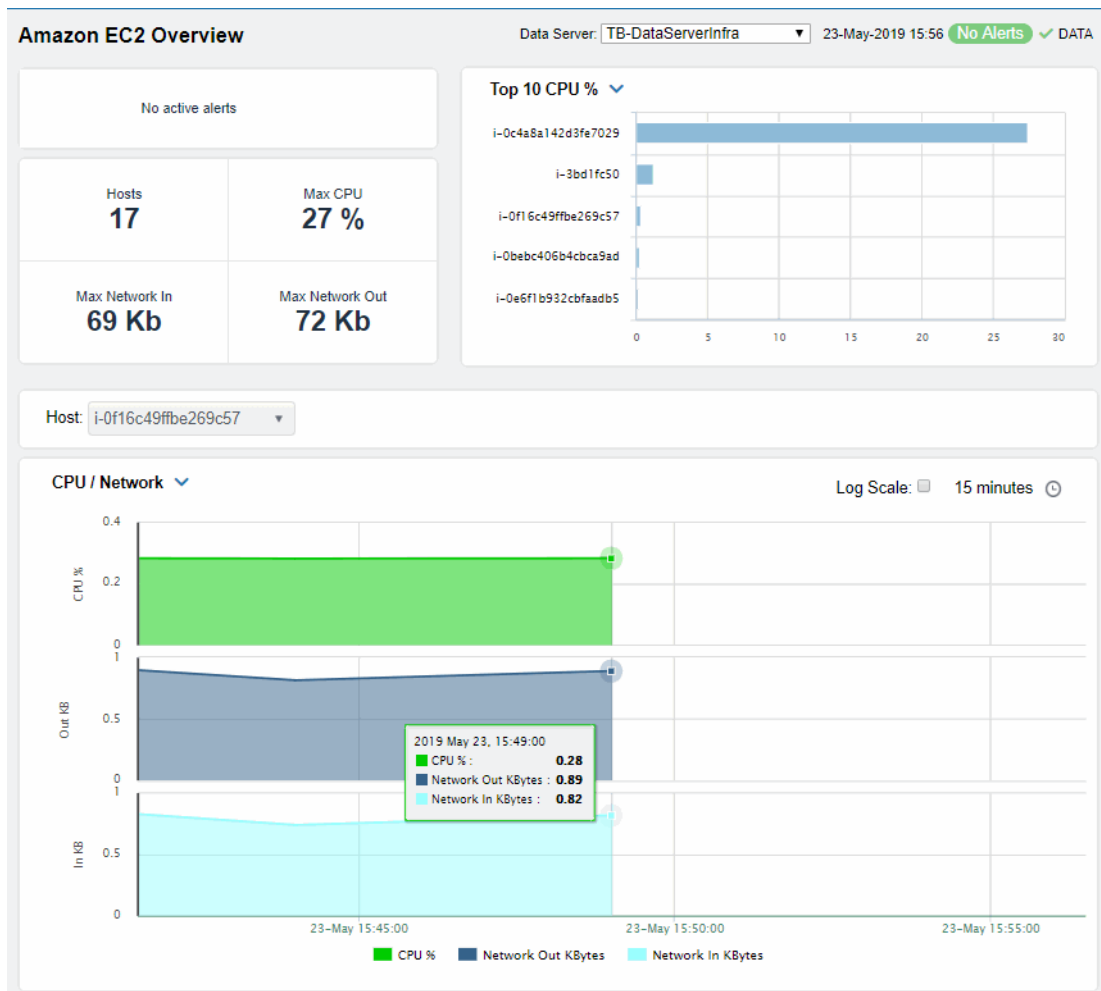 Amazon EC2 Overview
Data Server: TB-DataServerInfra 23-May-2019 15:56 No Alerts DATA
No active alerts
Hosts
17
Max CPU
27 %
Max Network In
69 Kb
Max Network Out
72 Kb
Top 10 CPU %
i-0c4a8a142d3fe7029
i-3bd1fc50
i-0f16c49ffbe269c57
i-0bebc406b4cbca9ad
i-0e6f1b932cbfaadb5
0 5 10 15 20 25 30
Host: i-0f16c49ffbe269c57
CPU / Network
Log Scale: 15 minutes
0.4
0.2
0
CPU %
1
0.5
0
Out KB
2019 May 23, 15:49:00
CPU % : 0.28
Network Out KBytes : 0.89
Network In KBytes : 0.82
1
0.5
0
In KB
23-May 15:45:00 23-May 15:50:00 23-May 15:55:00
CPU % Network Out KBytes Network In KBytes